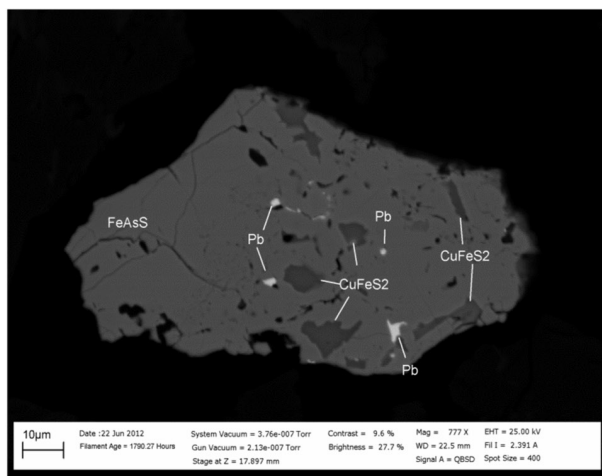 FeAsS
Pb
Pb
CuFeS2
CuFeS2
Pb
10µm
Date :22 Jun 2012
Filament Age = 1790.27 Hours
System Vacuum = 3.76e-007 Torr
Gun Vacuum = 2.13e-007 Torr
Stage at Z = 17.897 mm
Contrast = 9.6 %
Brightness = 27.7 %
Mag = 777 X
WD = 22.5 mm
Signal A = QBSD
EHT = 25.00 kV
Fil I = 2.391 A
Spot Size = 400